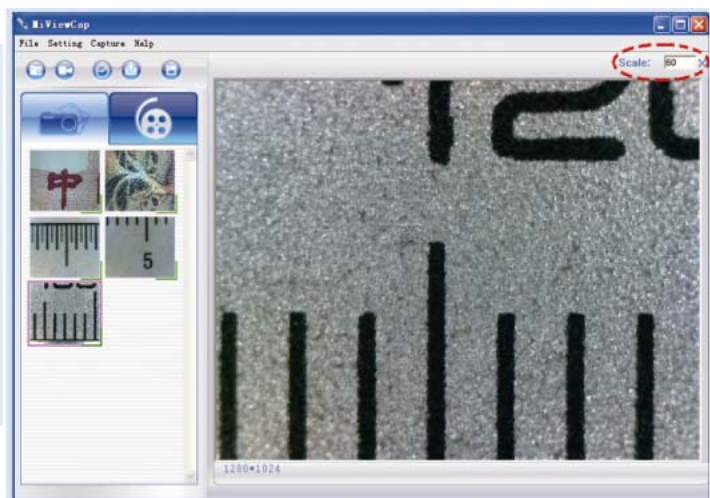 MiViewCap
File Setting Capture Help
Scale: 60 X
120
中
5
1280*1024